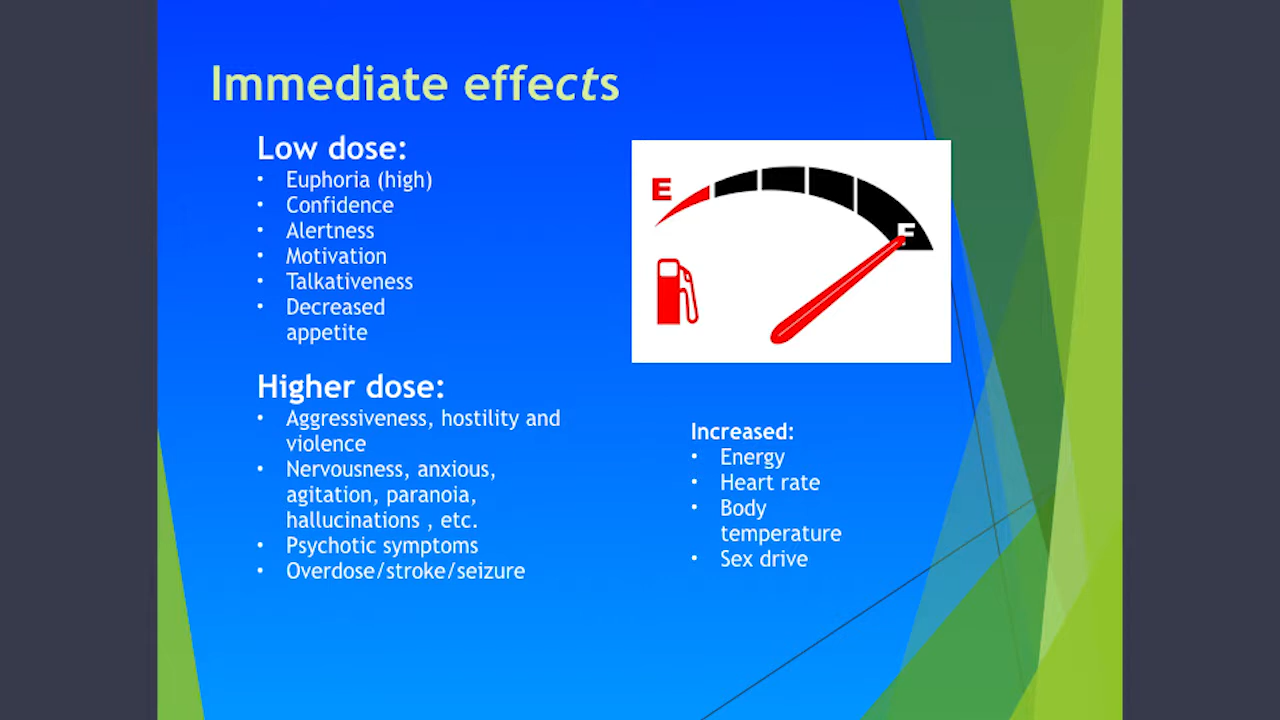 Immediate effects
Low dose:
• Euphoria (high)
• Confidence
• Alertness
• Motivation
• Talkativeness
• Decreased
appetite
Higher dose:
• Aggressiveness, hostility and
violence
• Nervousness, anxious,
agitation, paranoia,
hallucinations , etc.
• Psychotic symptoms
• Overdose/stroke/seizure
E
F
Increased:
• Energy
• Heart rate
• Body
temperature
• Sex drive